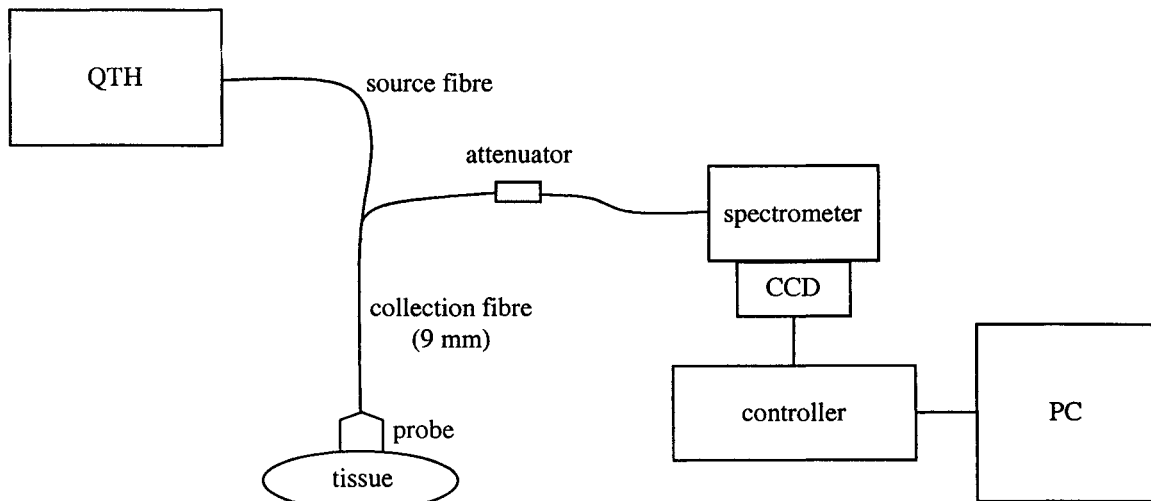 QTH
source fibre
attenuator
spectrometer
CCD
collection fibre
(9 mm)
controller
PC
probe
tissue